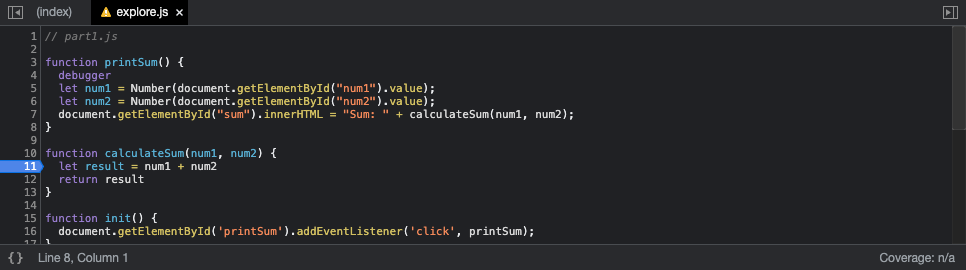 (index) explore.js ×
1 // part1.js
2
3 function printSum() {
4   debugger
5   let num1 = Number(document.getElementById("num1").value);
6   let num2 = Number(document.getElementById("num2").value);
7   document.getElementById("sum").innerHTML = "Sum: " + calculateSum(num1, num2);
8 }
9
10 function calculateSum(num1, num2) {
11   let result = num1 + num2
12   return result
13 }
14
15 function init() {
16   document.getElementById('printSum').addEventListener('click', printSum);
17 }
{} Line 8, Column 1 Coverage: n/a